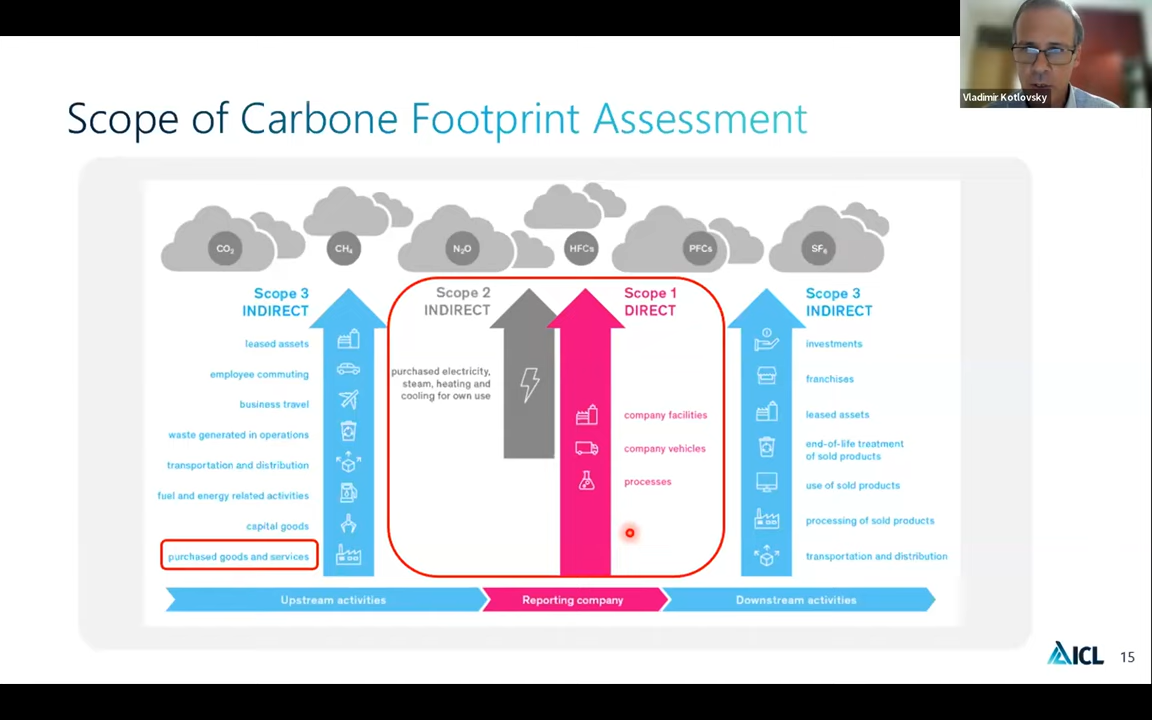 Vladimir Kotlovsky
Scope of Carbone Footprint Assessment
CO₂
CH₄
N₂O
HFCs
PFCs
SF₆
Scope 3
INDIRECT
leased assets
employee commuting
business travel
waste generated in operations
transportation and distribution
fuel and energy related activities
capital goods
purchased goods and services
Scope 2
INDIRECT
purchased electricity,
steam, heating and
cooling for own use
Scope 1
DIRECT
company facilities
company vehicles
processes
Scope 3
INDIRECT
investments
franchises
leased assets
end-of-life treatment
of sold products
use of sold products
processing of sold products
transportation and distribution
Upstream activities
Reporting company
Downstream activities
ICL
15